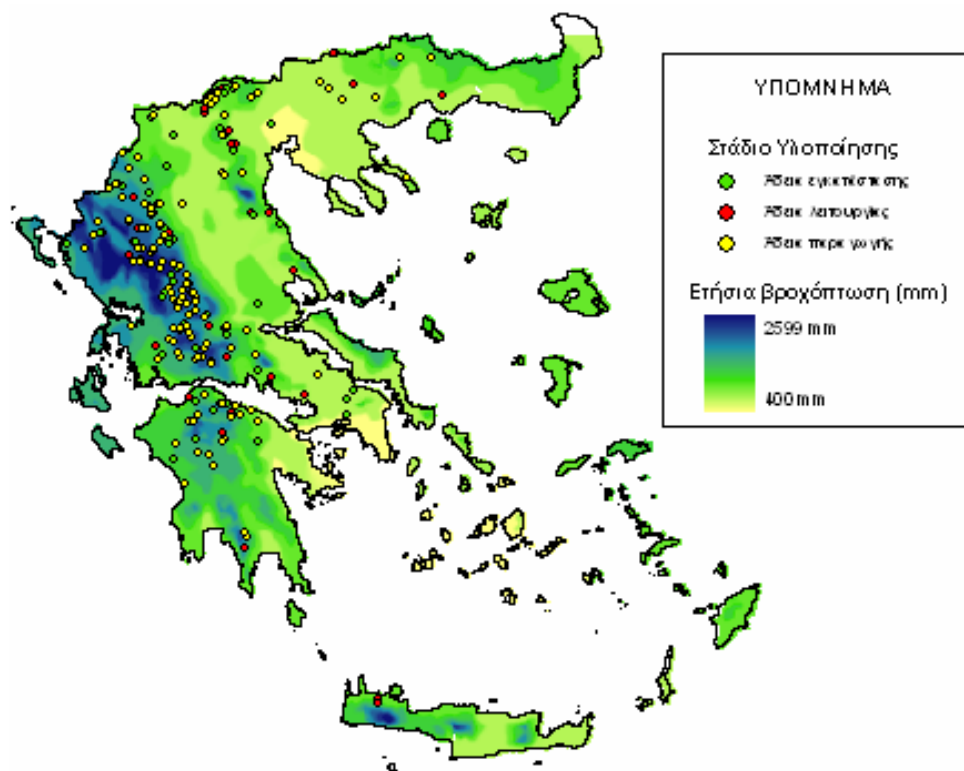 ΥΠΟΜΝΗΜΑ
Στάδιο Υλοποίησης
Άδεια εγκατάστασης
Άδεια λειτουργίας
Άδεια παραγωγής
Ετήσια βροχόπτωση (mm)
2599 mm
400 mm